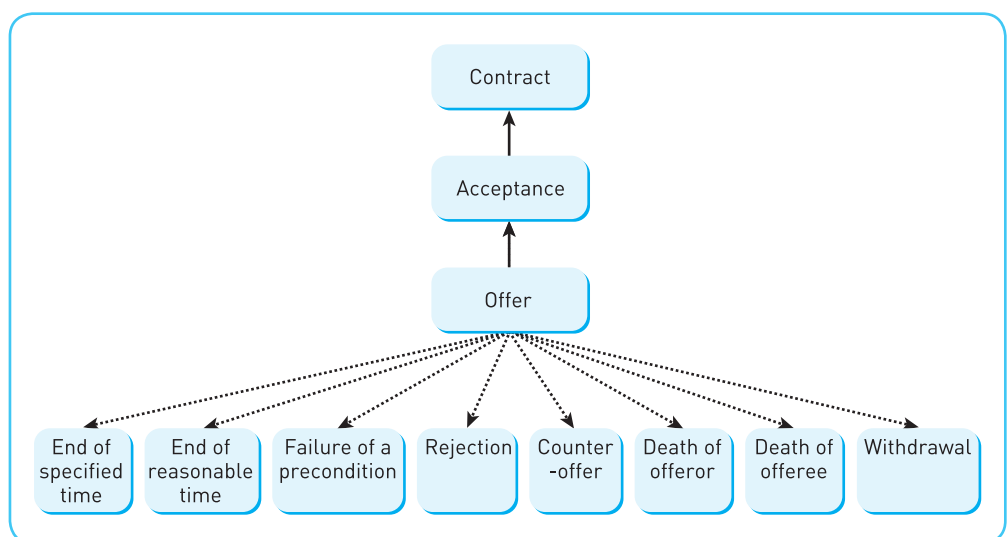 Contract
Acceptance
Offer
End of
specified
time
End of
reasonable
time
Failure of a
precondition
Rejection
Counter
-offer
Death of
offeror
Death of
offeree
Withdrawal